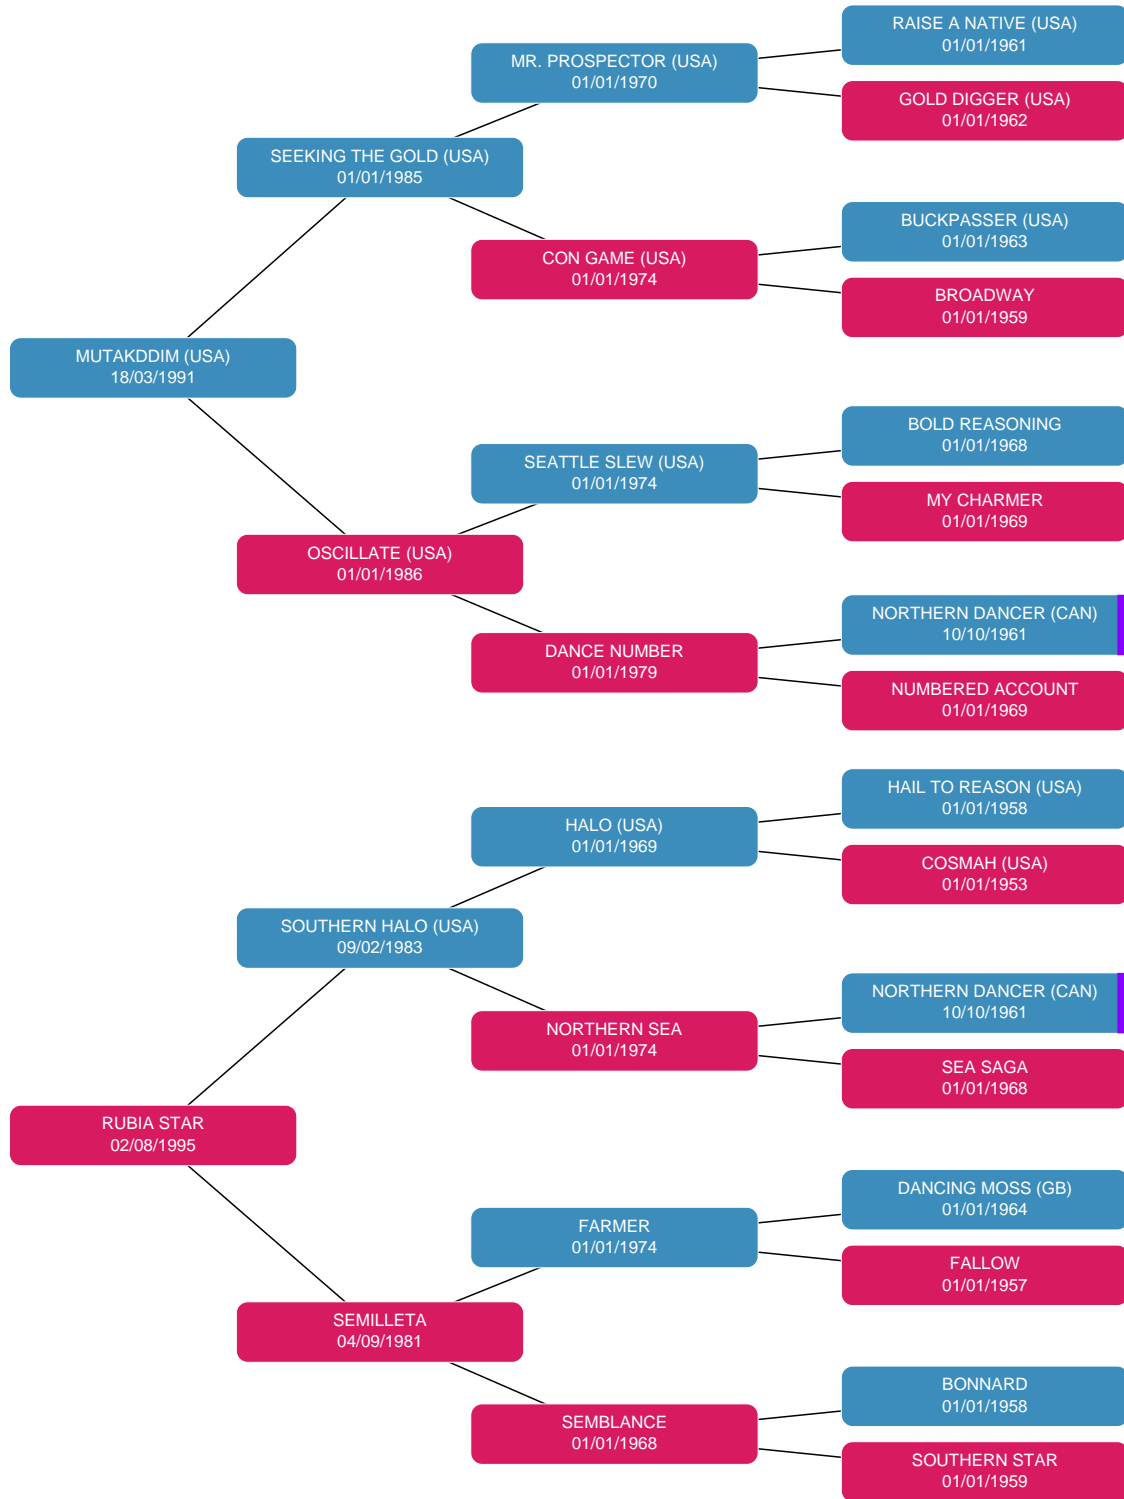 RAISE A NATIVE (USA)
01/01/1961
MR. PROSPECTOR (USA)
01/01/1970
GOLD DIGGER (USA)
01/01/1962
SEEKING THE GOLD (USA)
01/01/1985
BUCKPASSER (USA)
01/01/1963
CON GAME (USA)
01/01/1974
BROADWAY
01/01/1959
MUTAKDDIM (USA)
18/03/1991
BOLD REASONING
01/01/1968
SEATTLE SLEW (USA)
01/01/1974
MY CHARMER
01/01/1969
OSCILLATE (USA)
01/01/1986
NORTHERN DANCER (CAN)
10/10/1961
DANCE NUMBER
01/01/1979
NUMBERED ACCOUNT
01/01/1969
HAIL TO REASON (USA)
01/01/1958
HALO (USA)
01/01/1969
COSMAH (USA)
01/01/1953
SOUTHERN HALO (USA)
09/02/1983
NORTHERN DANCER (CAN)
10/10/1961
NORTHERN SEA
01/01/1974
SEA SAGA
01/01/1968
RUBIA STAR
02/08/1995
DANCING MOSS (GB)
01/01/1964
FARMER
01/01/1974
FALLOW
01/01/1957
SEMILLETA
04/09/1981
BONNARD
01/01/1958
SEMBLANCE
01/01/1968
SOUTHERN STAR
01/01/1959